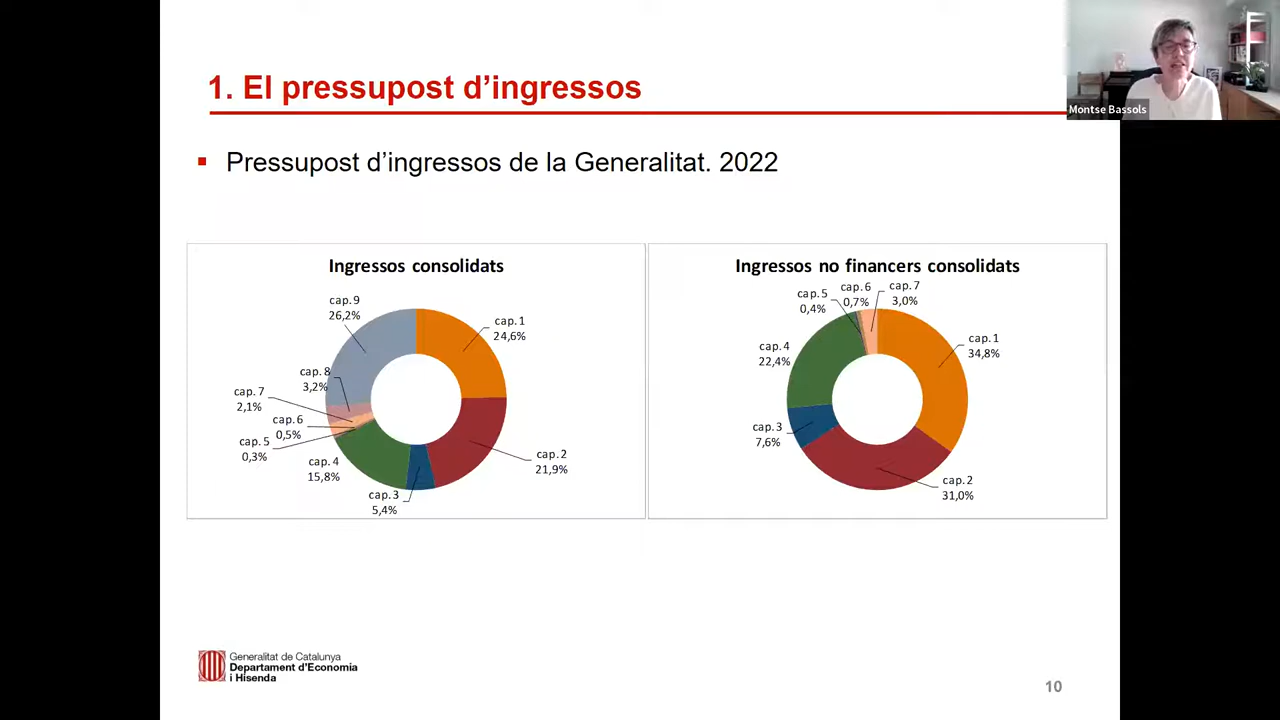 1. El pressupost d'ingressos
Montse Bassols
Pressupost d'ingressos de la Generalitat. 2022
Ingressos consolidats
cap. 9
26,2%
cap. 1
24,6%
cap. 8
3,2%
cap. 7
2,1%
cap. 6
0,5%
cap. 5
0,3%
cap. 4
15,8%
cap. 3
5,4%
cap. 2
21,9%
Ingressos no financers consolidats
cap. 5
0,4%
cap. 6
0,7%
cap. 7
3,0%
cap. 1
34,8%
cap. 4
22,4%
cap. 3
7,6%
cap. 2
31,0%
Generalitat de Catalunya
Departament d'Economia
i Hisenda
10